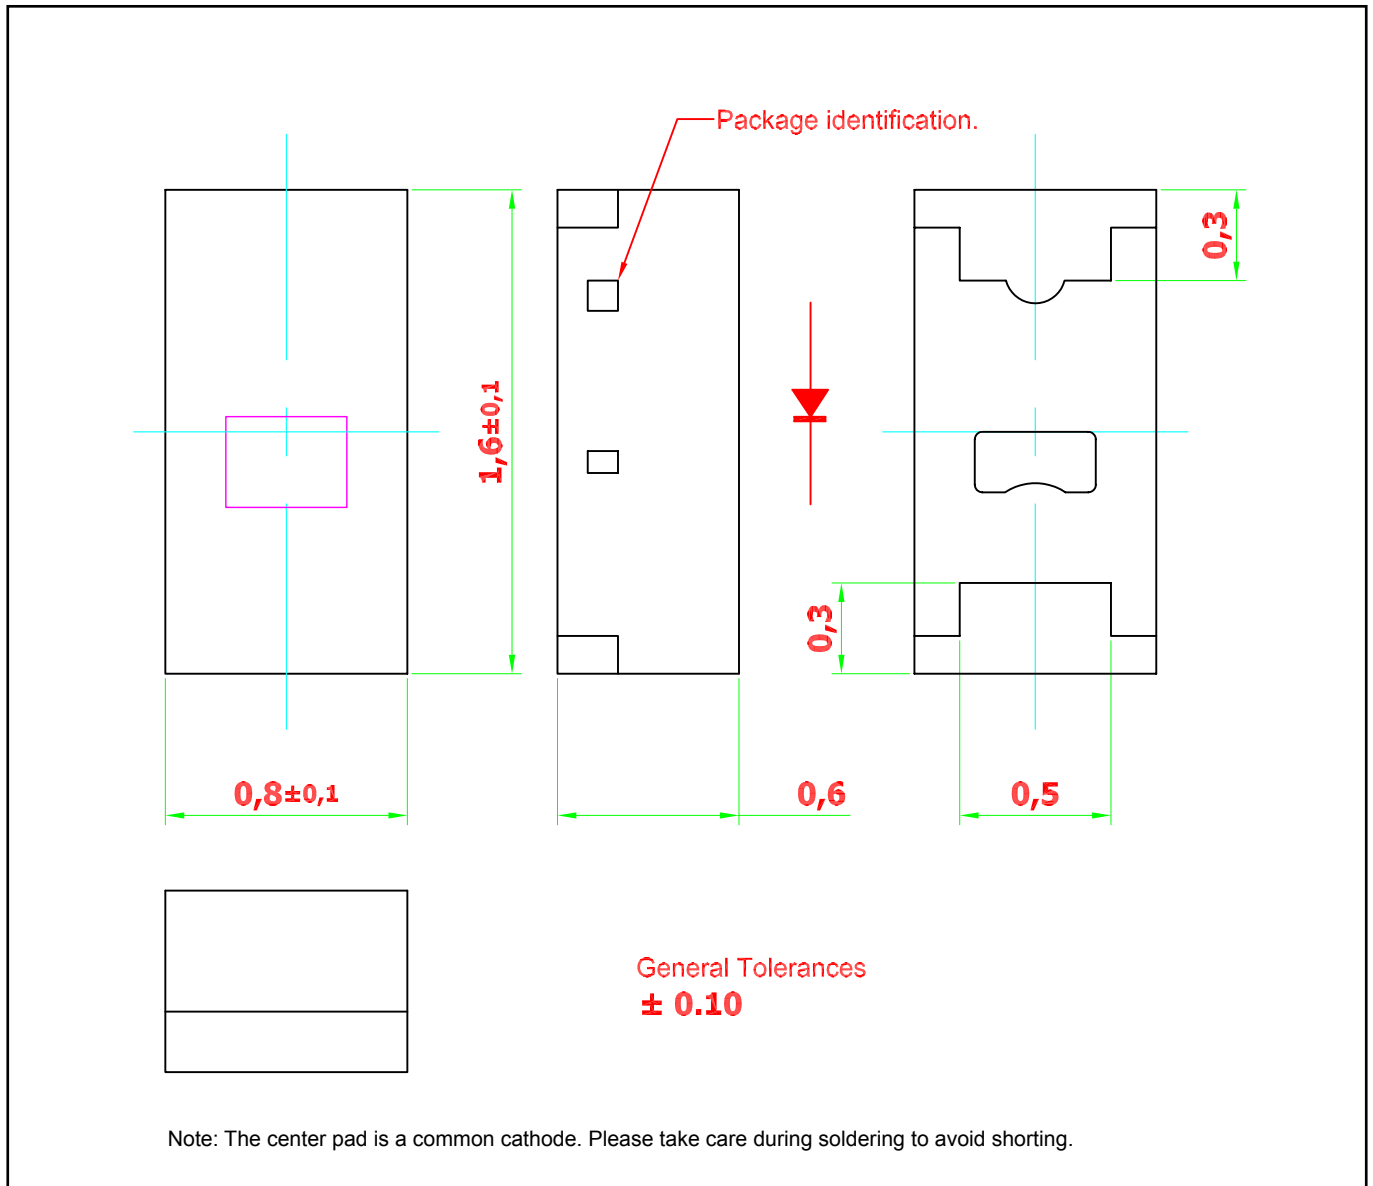 Package identification.
0,3
1,6±0,1
0,3
0,8±0,1
0,6
0,5
General Tolerances
± 0.10
Note: The center pad is a common cathode. Please take care during soldering to avoid shorting.